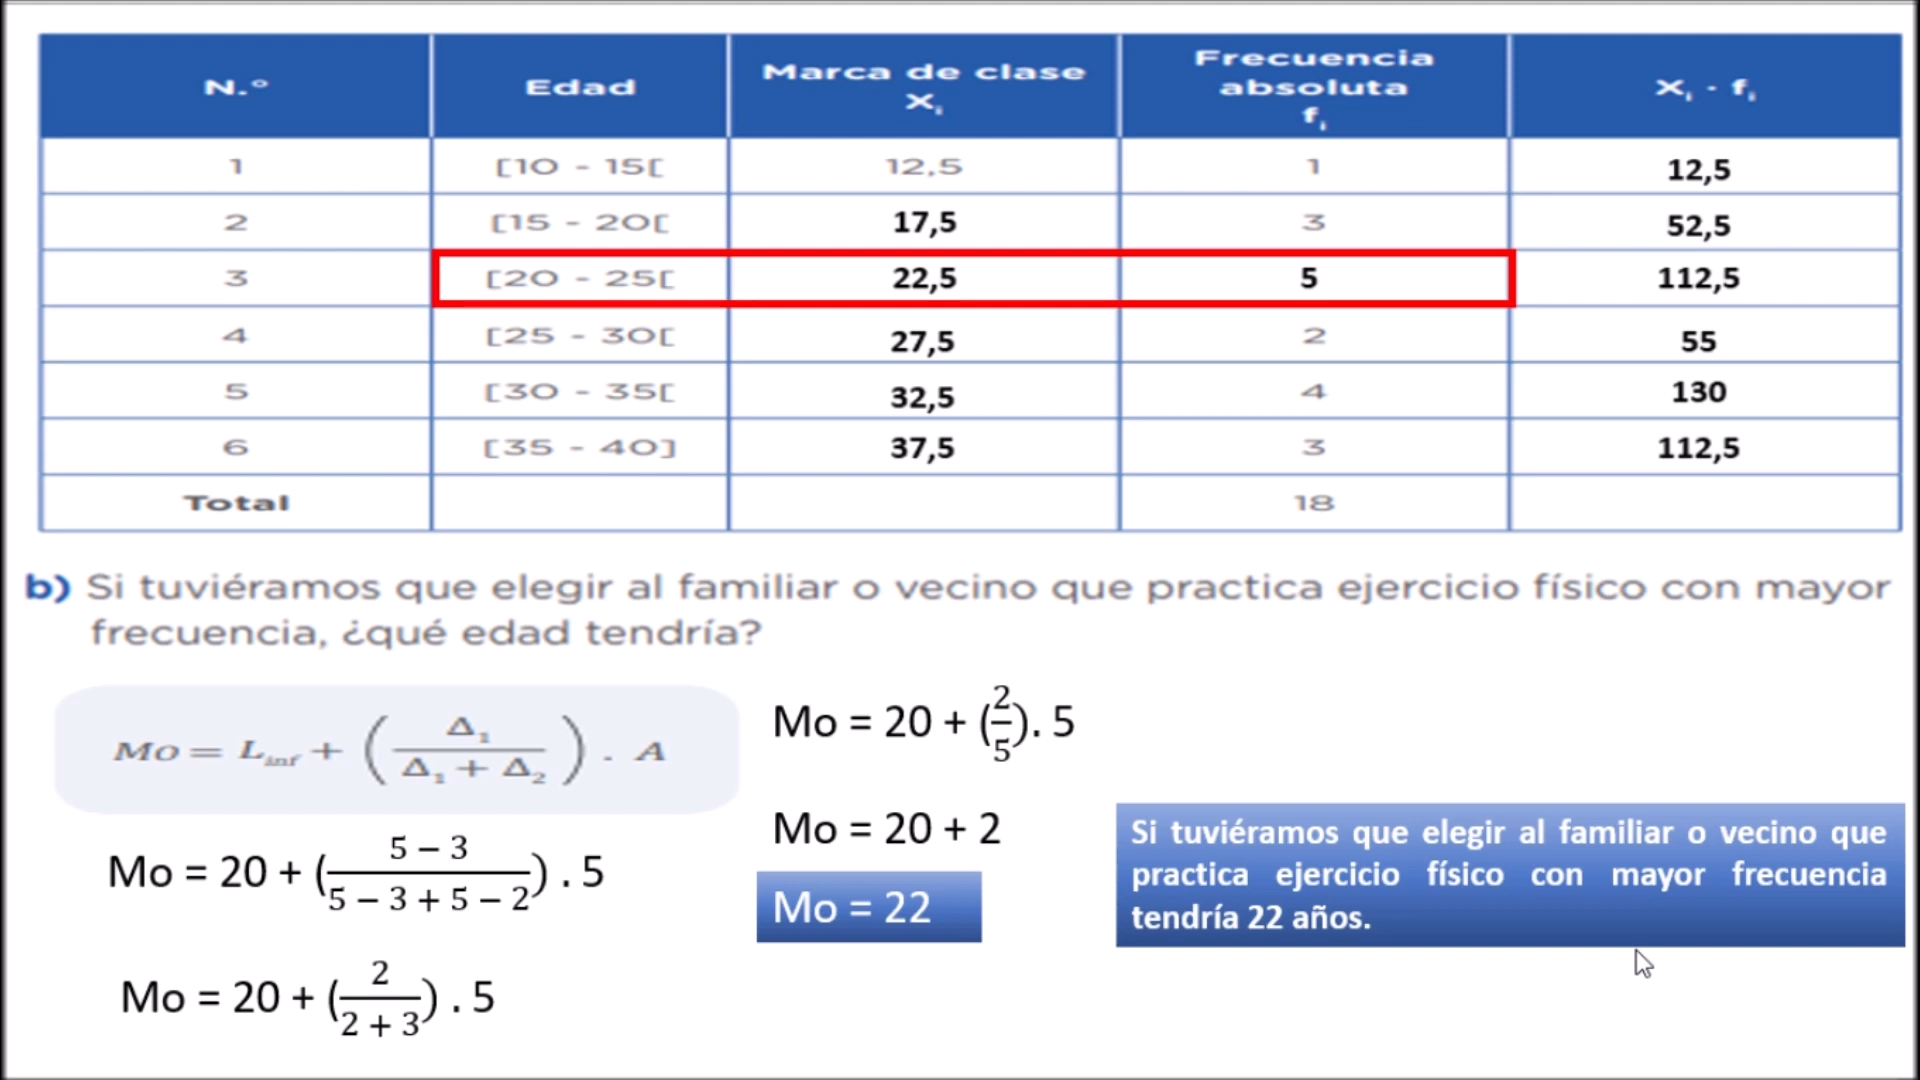 N.° Edad Marca de clase Xi Frecuencia absoluta fi Xi · fi
1 [10 - 15[ 12,5 1 12,5
2 [15 - 20[ 17,5 3 52,5
3 [20 - 25[ 22,5 5 112,5
4 [25 - 30[ 27,5 2 55
5 [30 - 35[ 32,5 4 130
6 [35 - 40] 37,5 3 112,5
Total 18
b) Si tuviéramos que elegir al familiar o vecino que practica ejercicio físico con mayor
frecuencia, ¿qué edad tendría?
Mo = Linf + (Δ1 / (Δ1 + Δ2)) . A
Mo = 20 + ((5 − 3) / (5 − 3 + 5 − 2)) . 5
Mo = 20 + (2 / (2 + 3)) . 5
Mo = 20 + (2/5). 5
Mo = 20 + 2
Mo = 22
Si tuviéramos que elegir al familiar o vecino que
practica ejercicio físico con mayor frecuencia
tendría 22 años.